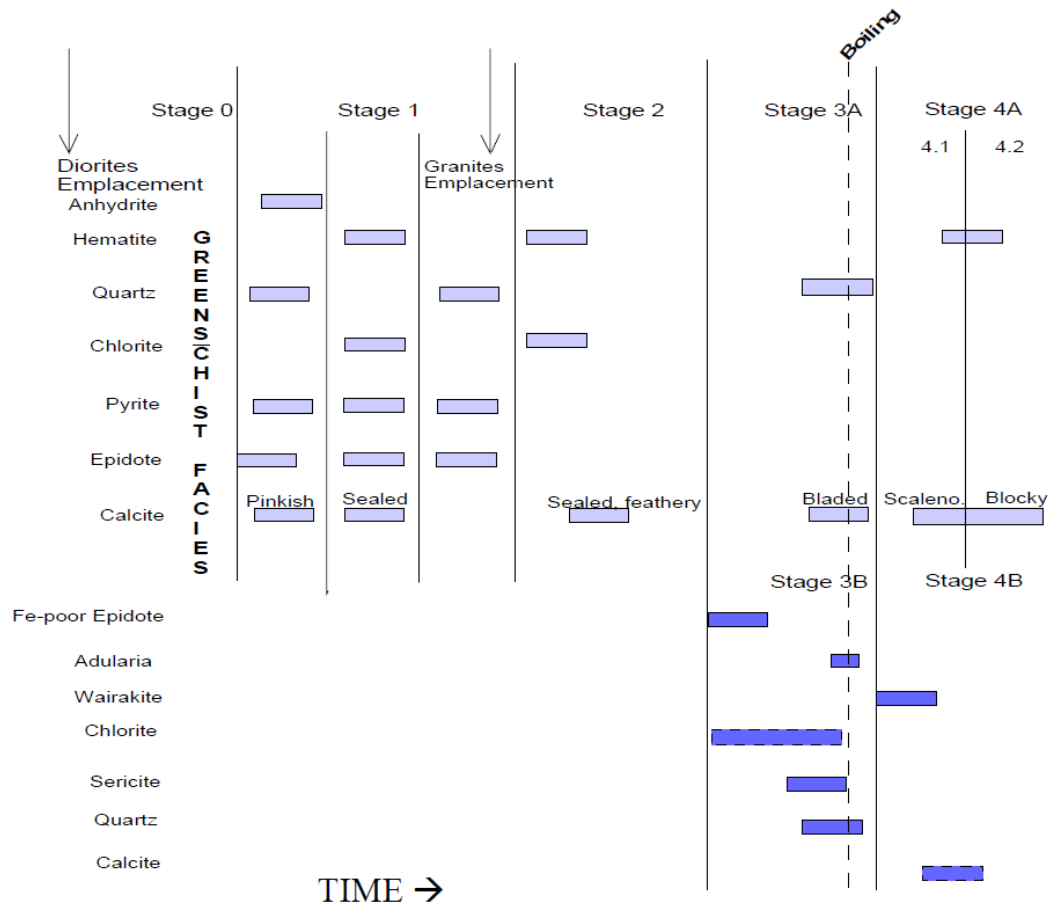 Boiling
Stage 0
Stage 1
Stage 2
Stage 3A
Stage 4A
4.1
4.2
Diorites
Emplacement
Granites
Emplacement
Anhydrite
Hematite
Quartz
Chlorite
Pyrite
Epidote
Calcite
GREENSCHIST FACIES
Pinkish
Sealed
Sealed, feathery
Bladed
Scaleno.
Blocky
Stage 3B
Stage 4B
Fe-poor Epidote
Adularia
Wairakite
Chlorite
Sericite
Quartz
Calcite
TIME →